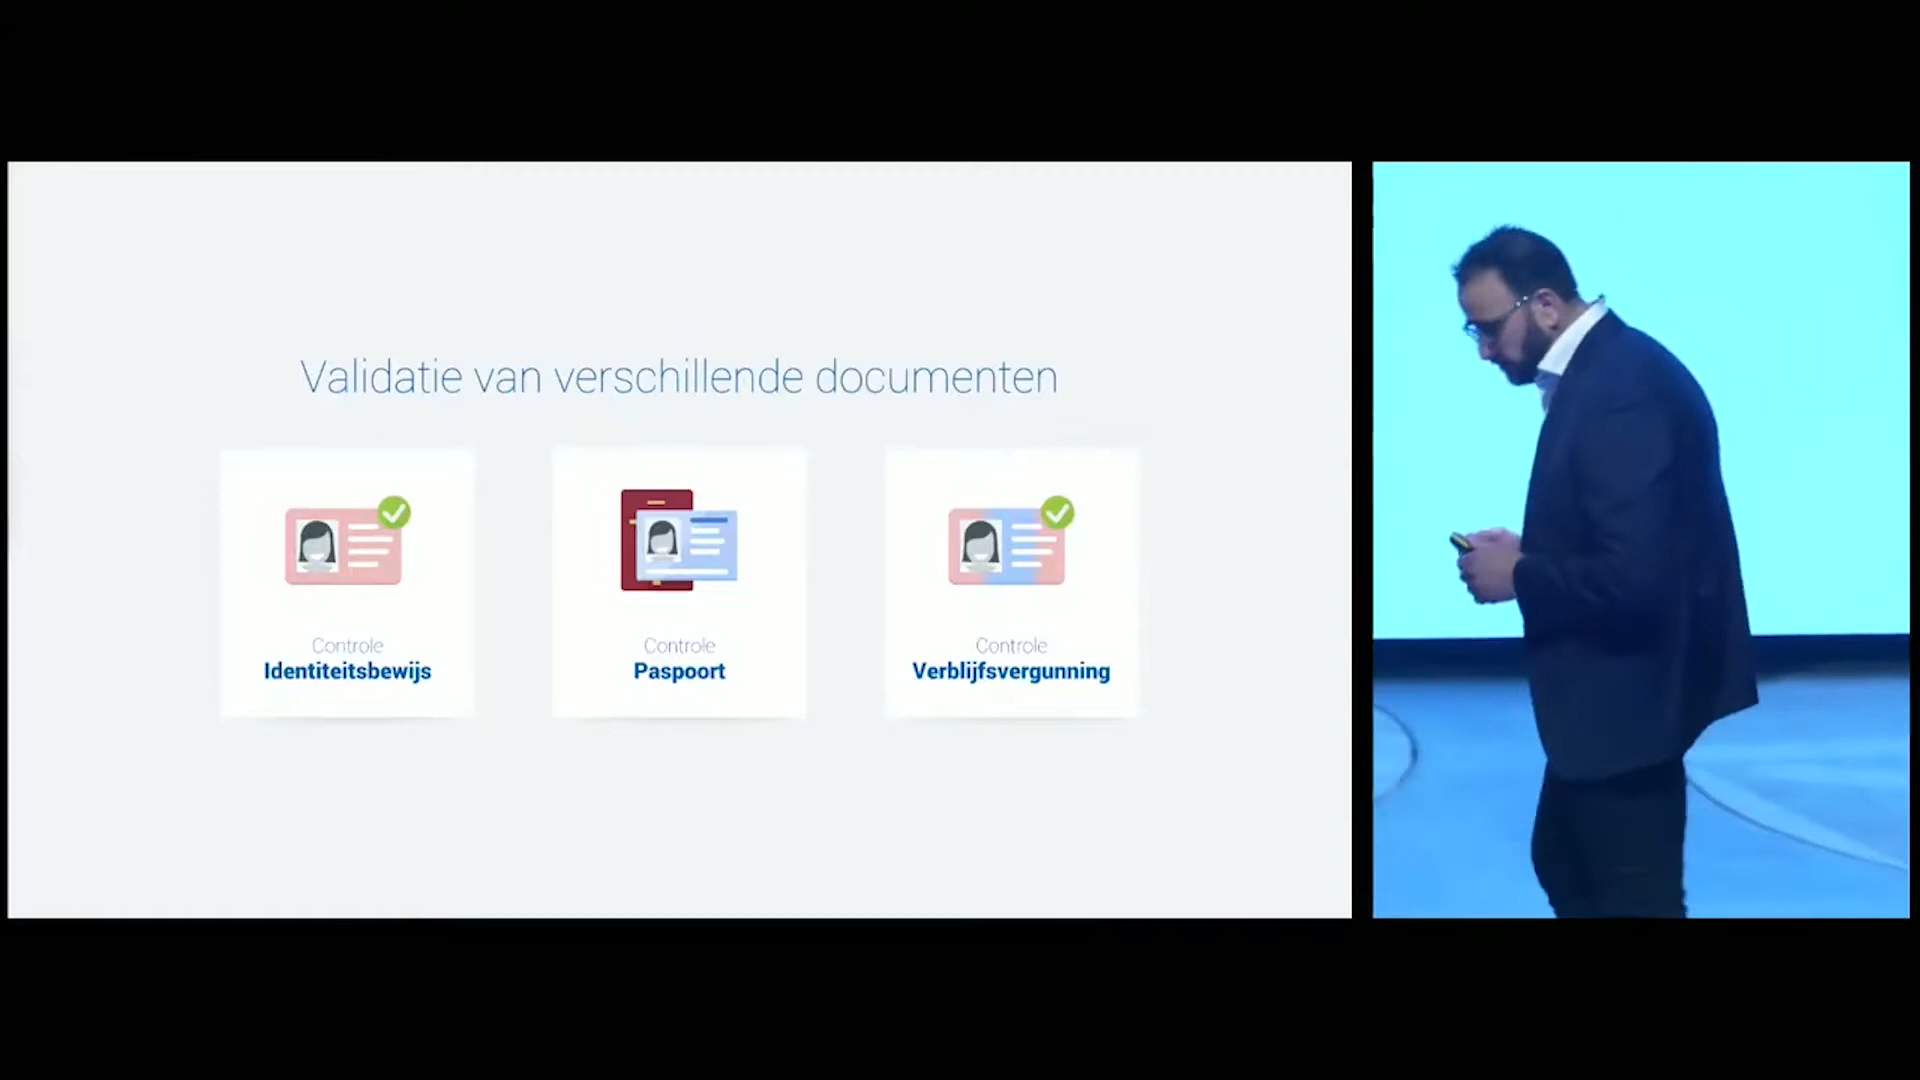 Validatie van verschillende documenten
Controle
Identiteitsbewijs
Controle
Paspoort
Controle
Verblijfsvergunning